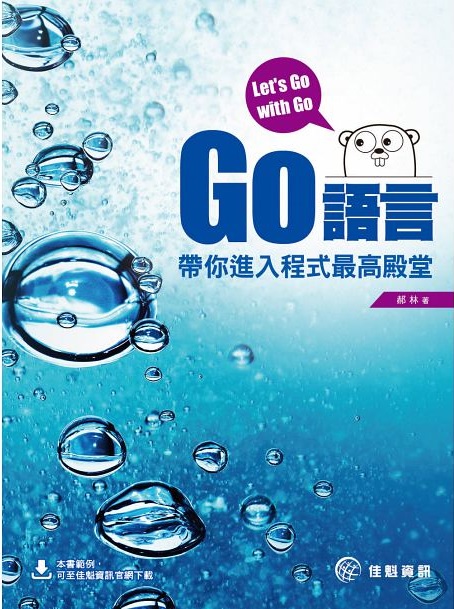 Let's Go
with Go
Go語言
帶你進入程式最高殿堂
郝林 著
本書範例
可至佳魁資訊官網下載
佳魁資訊